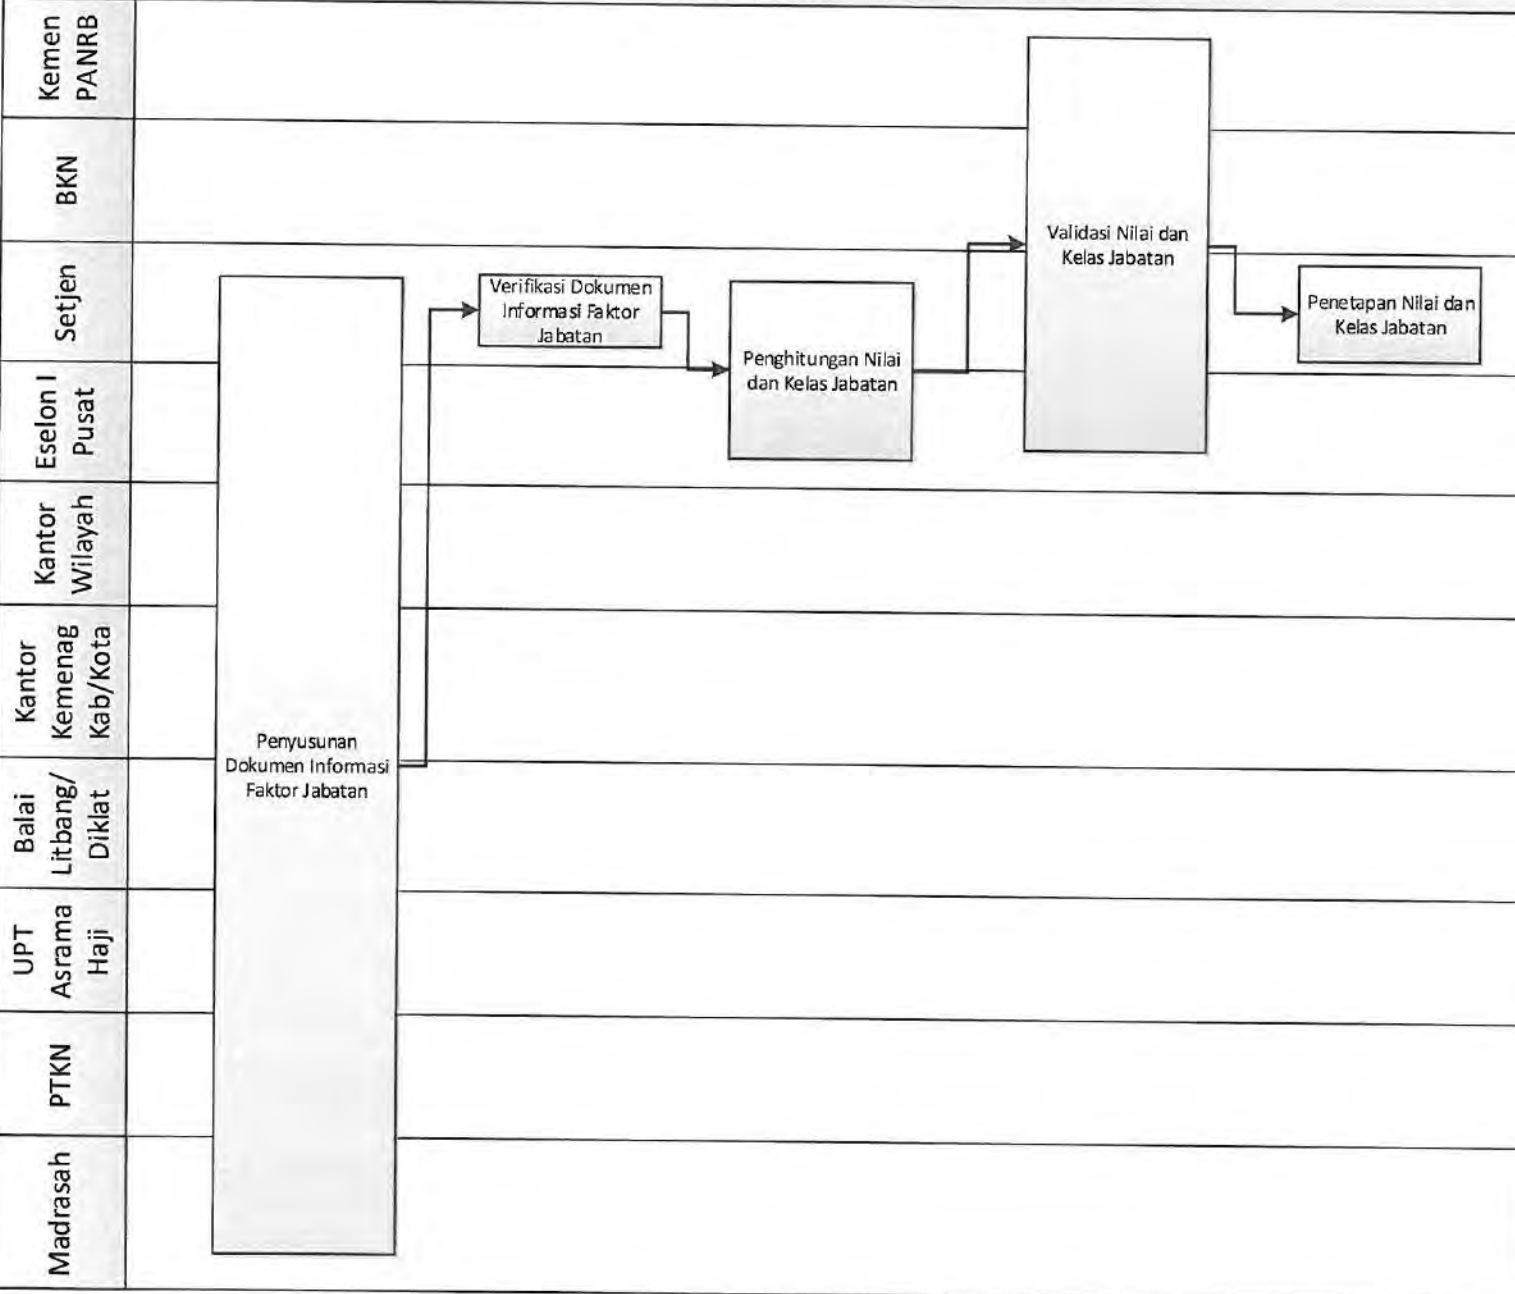 Kemen
PANRB
BKN
Setjen
Eselon I
Pusat
Kantor
Wilayah
Kantor
Kemenag
Kab/Kota
Balai
Litbang/
Diklat
UPT
Asrama
Haji
PTKN
Madrasah
Penyusunan
Dokumen Informasi
Faktor Jabatan
Verifikasi Dokumen
Informasi Faktor
Jabatan
Penghitungan Nilai
dan Kelas Jabatan
Validasi Nilai dan
Kelas Jabatan
Penetapan Nilai dan
Kelas Jabatan